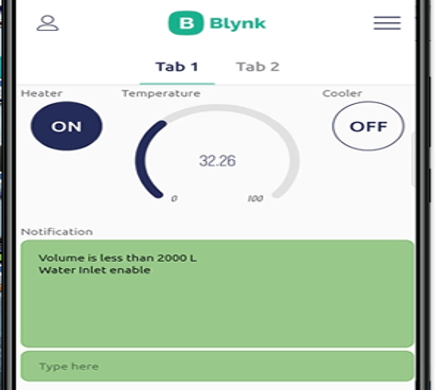 B Blynk
Tab 1 Tab 2
Heater Temperature Cooler
ON 32.26 OFF
0 100
Notification
Volume is less than 2000 L
Water Inlet enable
Type here